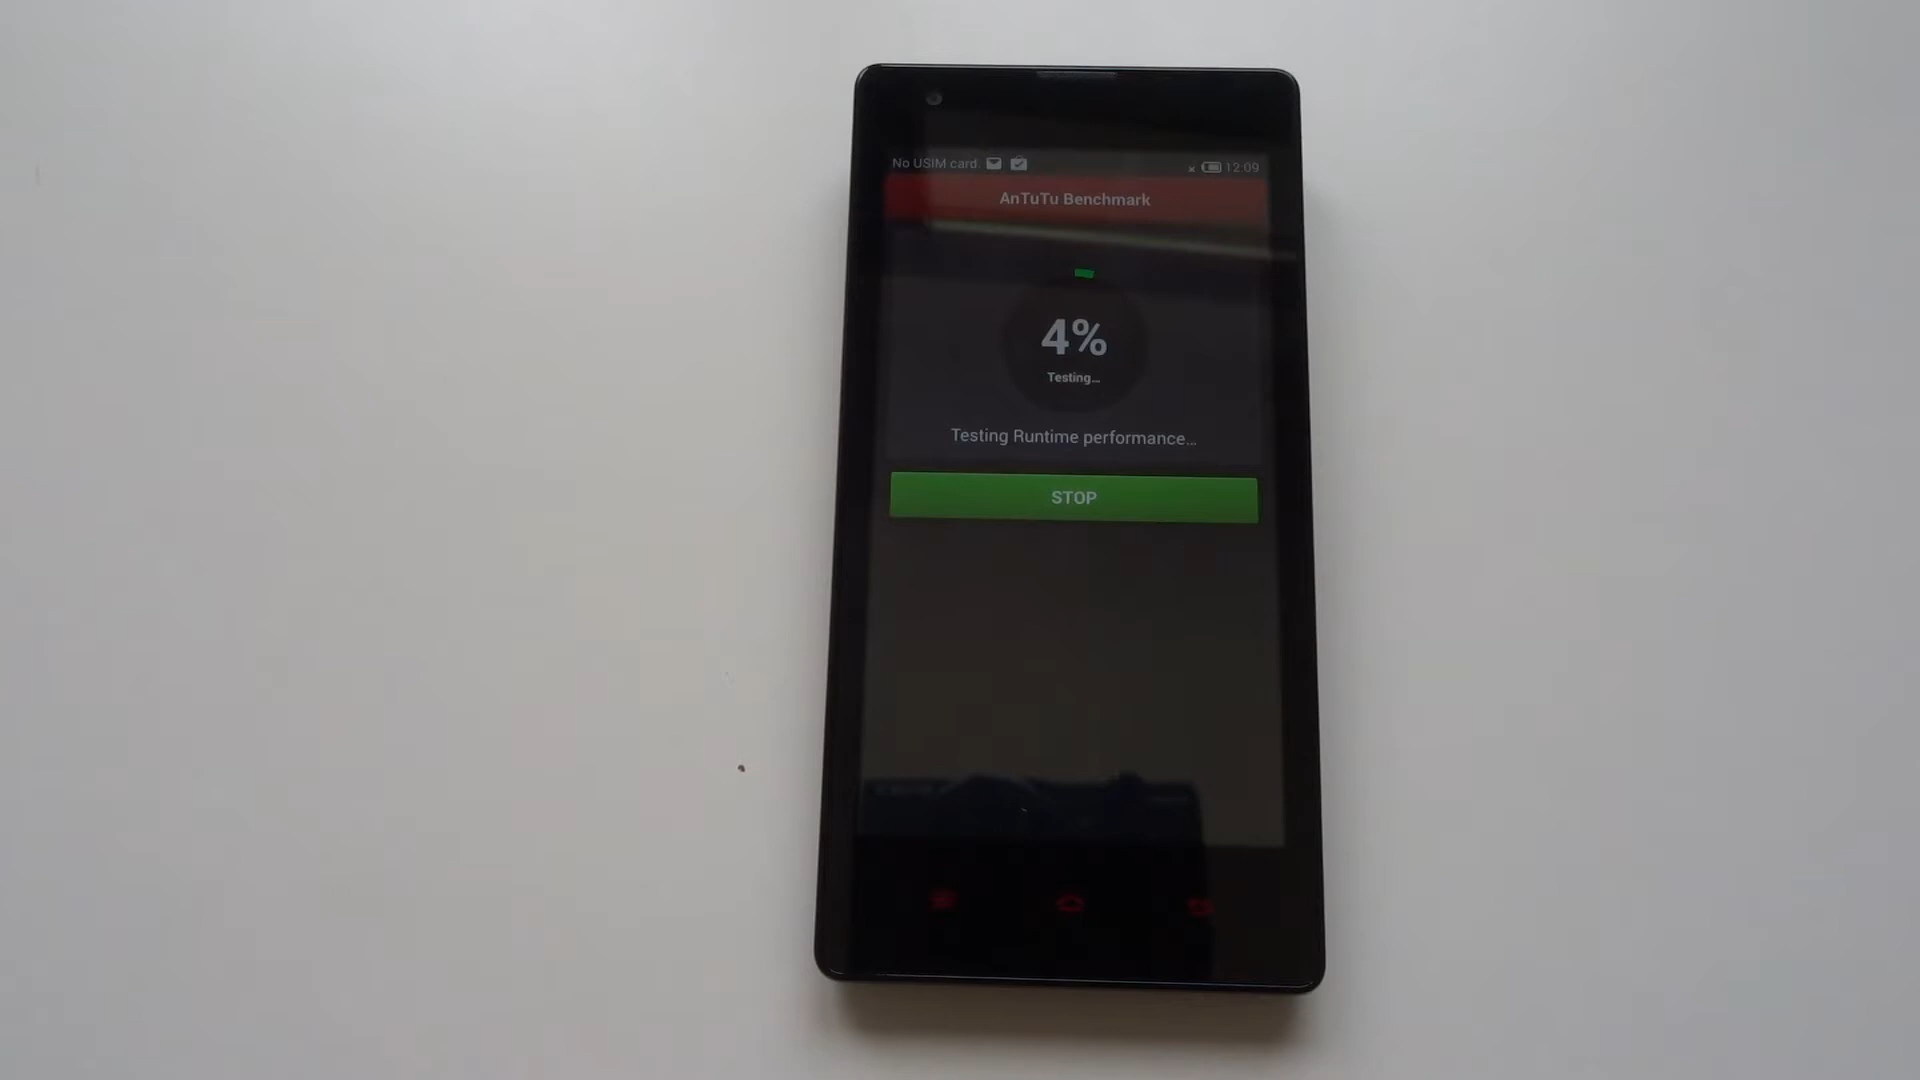 No USIM card 12:09
AnTuTu Benchmark
4%
Testing...
Testing Runtime performance...
STOP